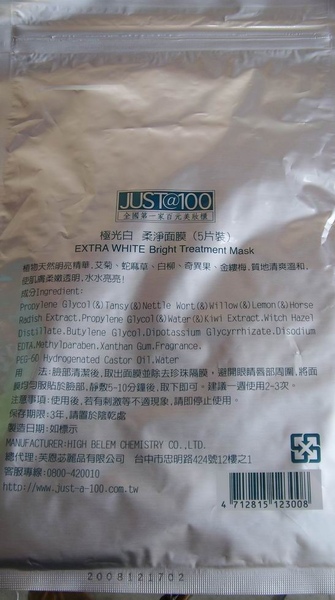 JUST@100
全國第一家百元美妝櫃
極光白 柔淨面膜（5片裝）
EXTRA WHITE Bright Treatment Mask
植物天然明亮精華,艾菊、蛇麻草、白柳、奇異果、金縷梅,質地清爽溫和,
使肌膚柔嫩透明,水水亮亮!
成分Ingredient:
Propylene Glycol(&)Tansy(&)Nettle Wort(&)Willow(&)Lemon(&)Horse
Radish Extract.Propylene Glycol(&)Water(&)Kiwi Extract.Witch Hazel
Distillate.Butylene Glycol.Dipotassium Glycyrrhizate.Disodium
EDTA.Methylparaben.Xanthan Gum.Fragrance.
PEG-60 Hydrogenated Castor Oil.Water
用 法:臉部清潔後,取出面膜並除去珍珠隔膜,避開眼睛唇部周圍,將面
膜均勻服貼於臉部,靜敷5-10分鐘後,取下即可。建議一週使用2-3次。
注意事項:使用後,若有刺激等不適現象,請即停止使用。
保存期限:3年,請置於陰乾處
製造日期:如標示
MANUFACTURER:HIGH BELEM CHEMISTRY CO.,LTD.
總代理:芙恩苾麗品有限公司 台中市忠明路424號12樓之1
客服專線:0800-420010
http://www.just-a-100.com.tw
4 712815 123008
2008121702